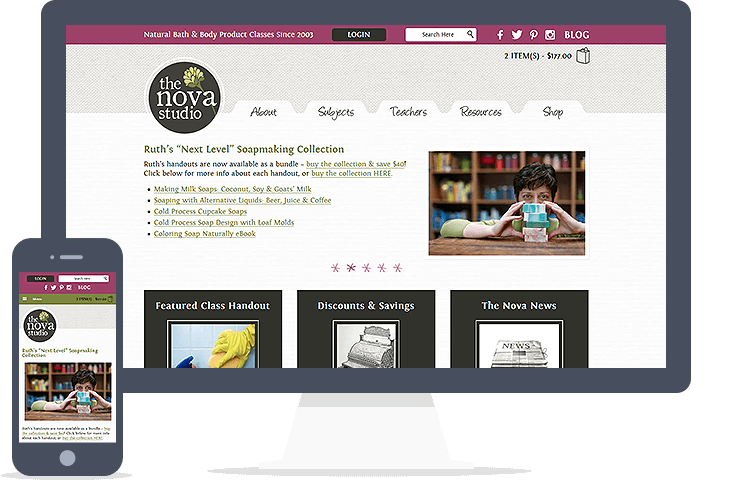 Natural Bath & Body Product Classes Since 2003 LOGIN Search Here BLOG
2 ITEM(S) - $177.00
the nova studio
About Subjects Teachers Resources Shop
Ruth's “Next Level” Soapmaking Collection
Ruth's handouts are now available as a bundle – buy the collection & save $40!
Click below for more info about each handout, or buy the collection HERE.
Making Milk Soaps: Coconut, Soy & Goats' Milk
Soaping with Alternative Liquids: Beer, Juice & Coffee
Cold Process Cupcake Soaps
Cold Process Soap Design with Loaf Molds
Coloring Soap Naturally eBook
Featured Class Handout Discounts & Savings The Nova News
NEWS
LOGIN Search Here
BLOG
Menu 2 ITEM(S) - $177.00
the
nova
studio
Ruth's “Next Level” Soapmaking
Collection
Ruth's handouts are now available as a bundle – buy
the collection & save $40! Click below for more info
about each handout, or buy the collection HERE.